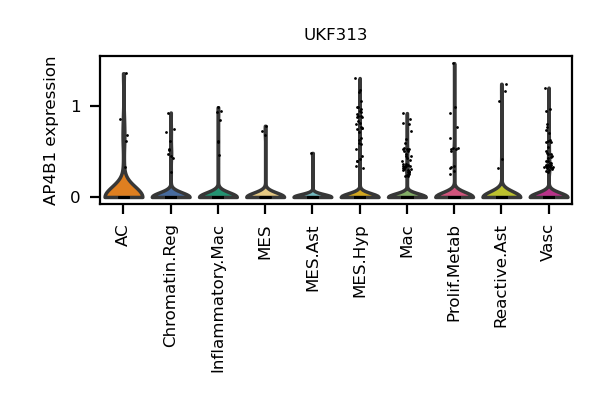 UKF313
AP4B1 expression
1
0
AC
Chromatin.Reg
Inflammatory.Mac
MES
MES.Ast
MES.Hyp
Mac
Prolif.Metab
Reactive.Ast
Vasc